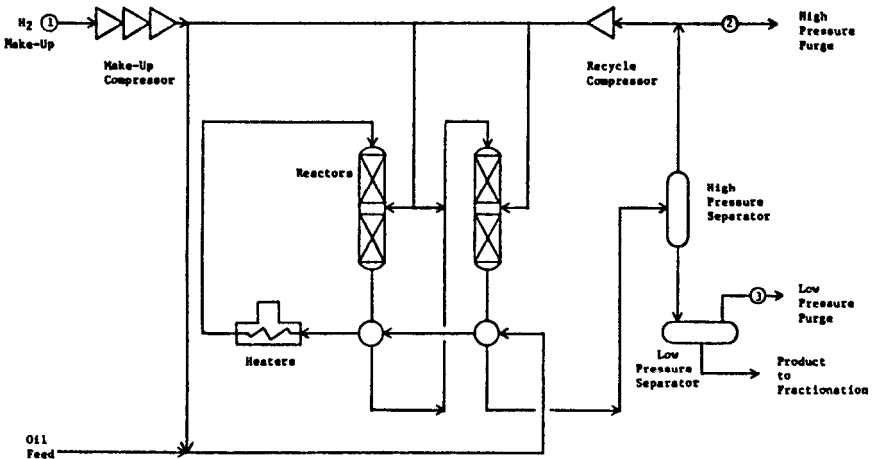 H2
1
Make-Up
Make-Up
Compressor
Recycle
Compressor
2
High
Pressure
Purge
Reactors
High
Pressure
Separator
Heaters
3
Low
Pressure
Purge
Low
Pressure
Separator
Product
to
Fractionation
Oil
Feed